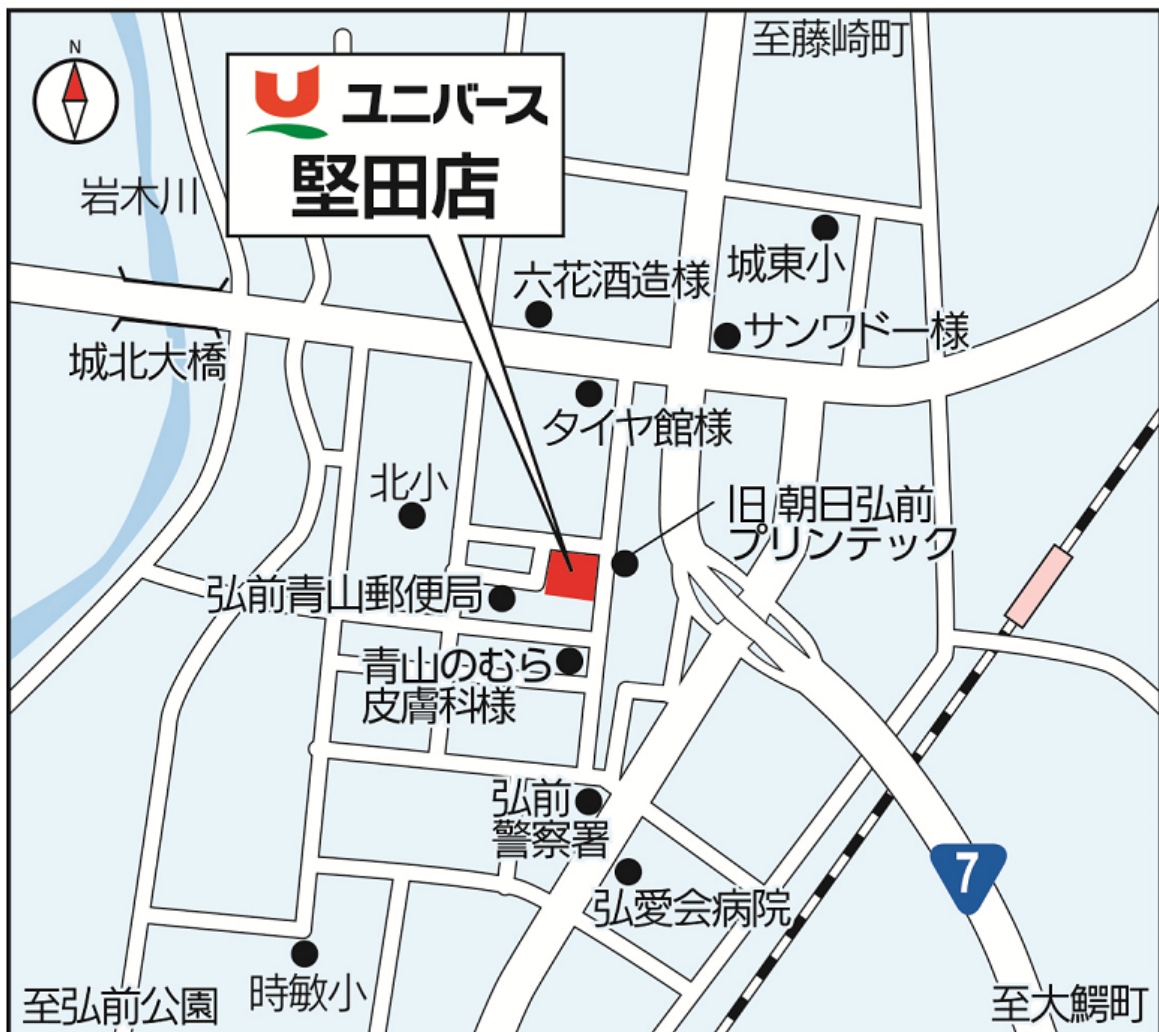 至藤崎町
N
ユニバース
堅田店
岩木川
城東小
六花酒造様
サンワドー様
城北大橋
タイヤ館様
北小
旧 朝日弘前
プリンテック
弘前青山郵便局
青山のむら
皮膚科様
弘前
警察署
7
弘愛会病院
時敏小
至弘前公園
至大鰐町